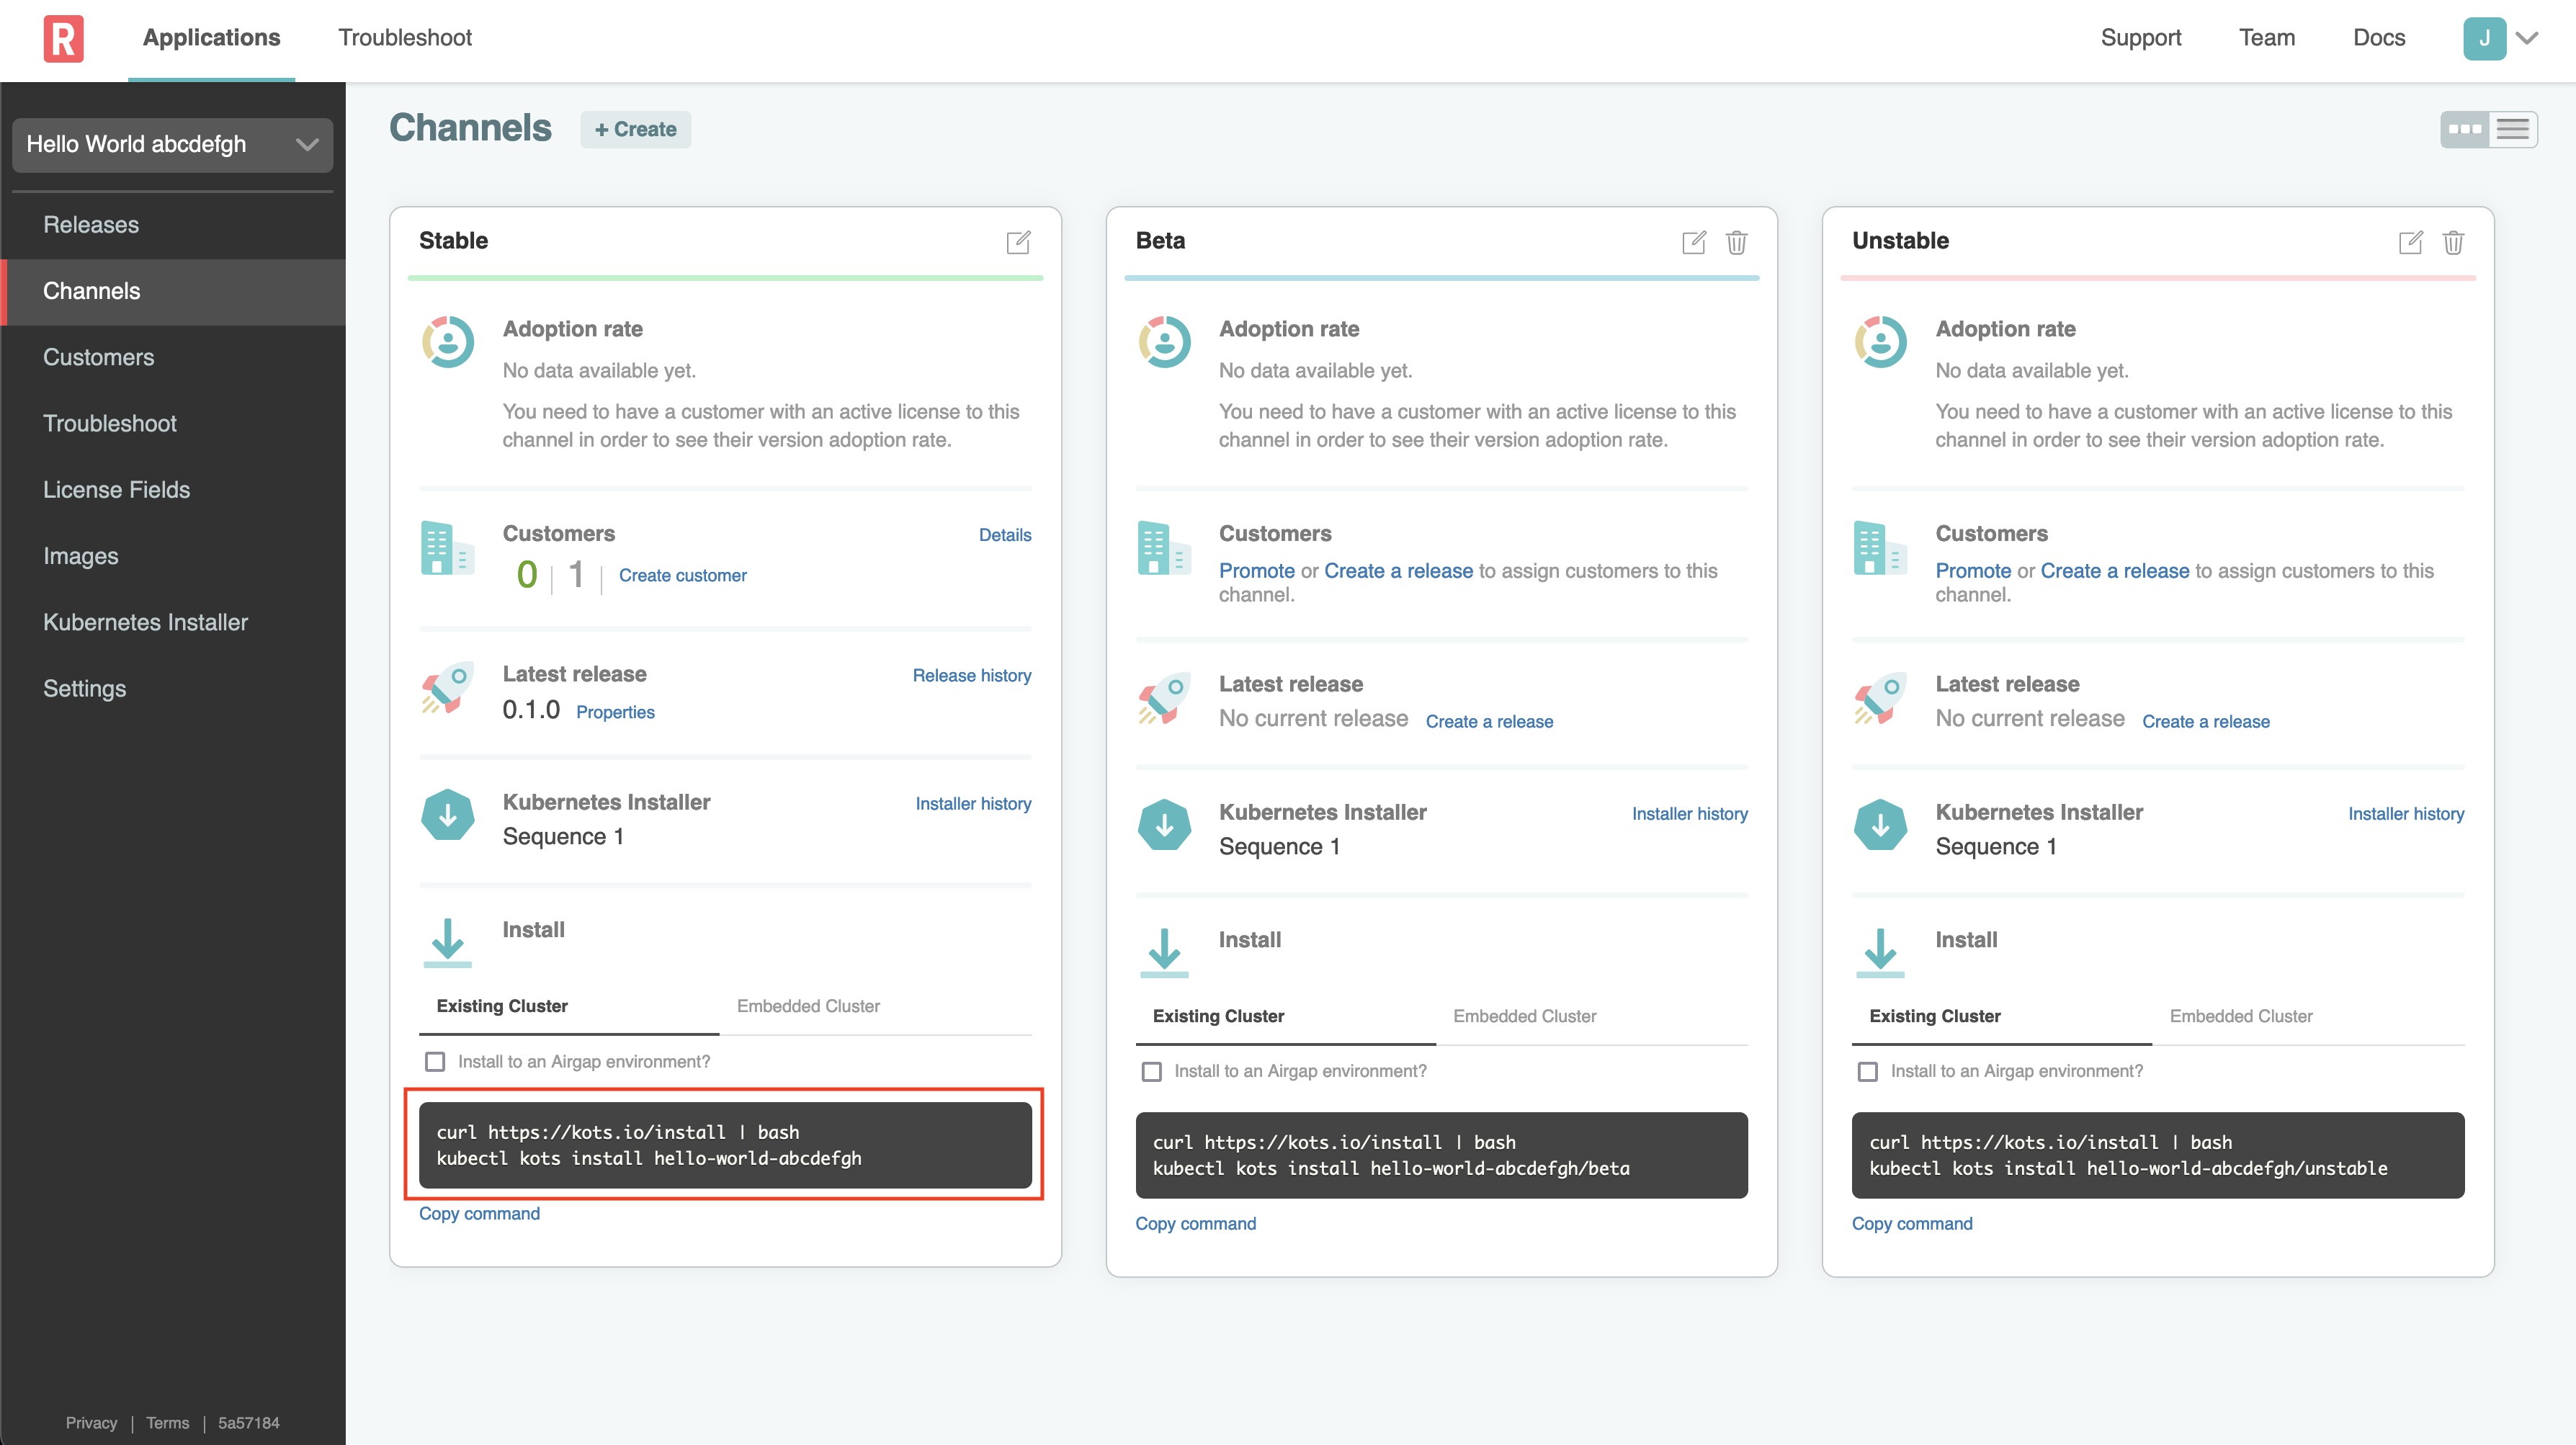 R
Applications
Troubleshoot
Support
Team
Docs
J
Hello World abcdefgh
Releases
Channels
Customers
Troubleshoot
License Fields
Images
Kubernetes Installer
Settings
Privacy | Terms | 5a57184
Channels
+ Create
Stable
Adoption rate
No data available yet.
You need to have a customer with an active license to this
channel in order to see their version adoption rate.
Customers
Details
0 | 1 | Create customer
Latest release
Release history
0.1.0 Properties
Kubernetes Installer
Installer history
Sequence 1
Install
Existing Cluster
Embedded Cluster
Install to an Airgap environment?
curl https://kots.io/install | bash
kubectl kots install hello-world-abcdefgh
Copy command
Beta
Adoption rate
No data available yet.
You need to have a customer with an active license to this
channel in order to see their version adoption rate.
Customers
Promote or Create a release to assign customers to this
channel.
Latest release
No current release Create a release
Kubernetes Installer
Installer history
Sequence 1
Install
Existing Cluster
Embedded Cluster
Install to an Airgap environment?
curl https://kots.io/install | bash
kubectl kots install hello-world-abcdefgh/beta
Copy command
Unstable
Adoption rate
No data available yet.
You need to have a customer with an active license to this
channel in order to see their version adoption rate.
Customers
Promote or Create a release to assign customers to this
channel.
Latest release
No current release Create a release
Kubernetes Installer
Installer history
Sequence 1
Install
Existing Cluster
Embedded Cluster
Install to an Airgap environment?
curl https://kots.io/install | bash
kubectl kots install hello-world-abcdefgh/unstable
Copy command